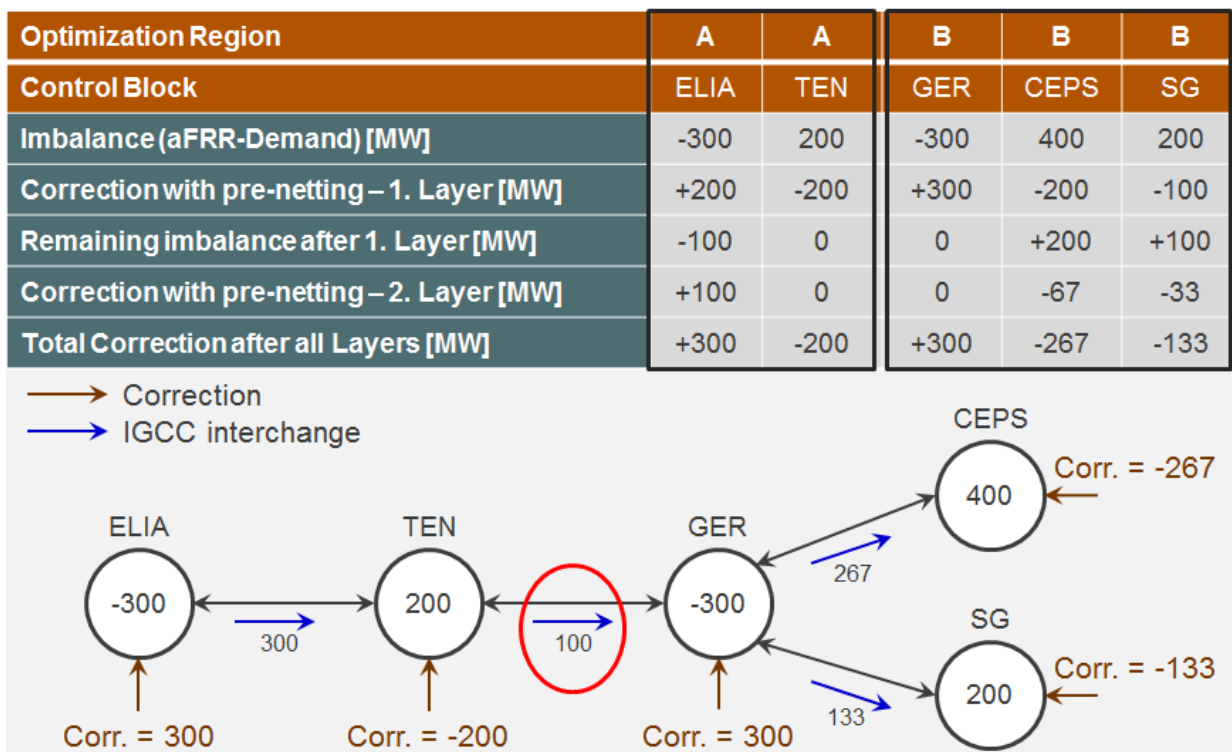 Optimization Region A A B B B
Control Block ELIA TEN GER CEPS SG
Imbalance (aFRR-Demand) [MW] -300 200 -300 400 200
Correction with pre-netting – 1. Layer [MW] +200 -200 +300 -200 -100
Remaining imbalance after 1. Layer [MW] -100 0 0 +200 +100
Correction with pre-netting – 2. Layer [MW] +100 0 0 -67 -33
Total Correction after all Layers [MW] +300 -200 +300 -267 -133
Correction
IGCC interchange
CEPS
400
Corr. = -267
ELIA
TEN
GER
-300
200
-300
300
100
267
133
SG
200
Corr. = -133
Corr. = 300
Corr. = -200
Corr. = 300